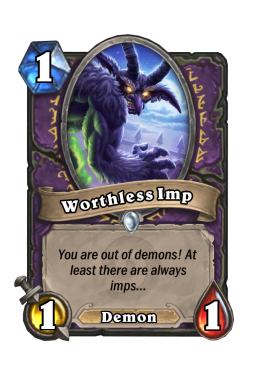 1
Worthless Imp
You are out of demons! At
least there are always
imps...
1
Demon
1